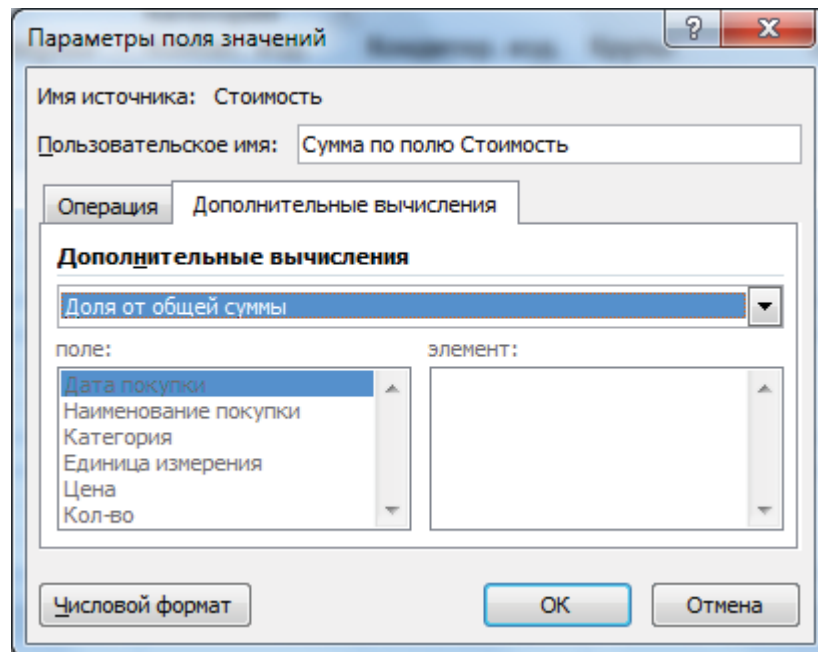 Параметры поля значений
Имя источника: Стоимость
Пользовательское имя: Сумма по полю Стоимость
Операция Дополнительные вычисления
Дополнительные вычисления
Доля от общей суммы
поле: элемент:
Дата покупки
Наименование покупки
Категория
Единица измерения
Цена
Кол-во
Числовой формат ОК Отмена